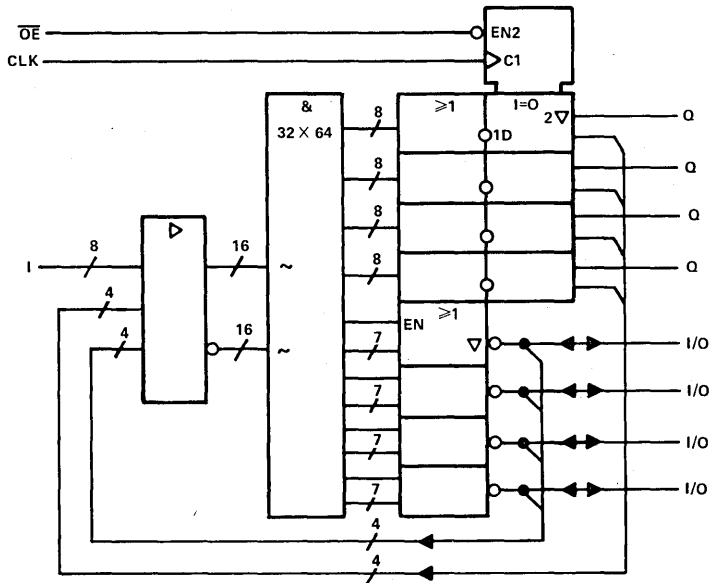 OE EN2
CLK C1
& ≥1 I=0
32 X 64 8 2▽ Q
1D
8 Q
8 Q
I 8 ▷ 16 ~ 8 Q
4
EN ≥1
4 16 ~ 7 ▽ I/O
7 I/O
7 I/O
7 I/O
4
4